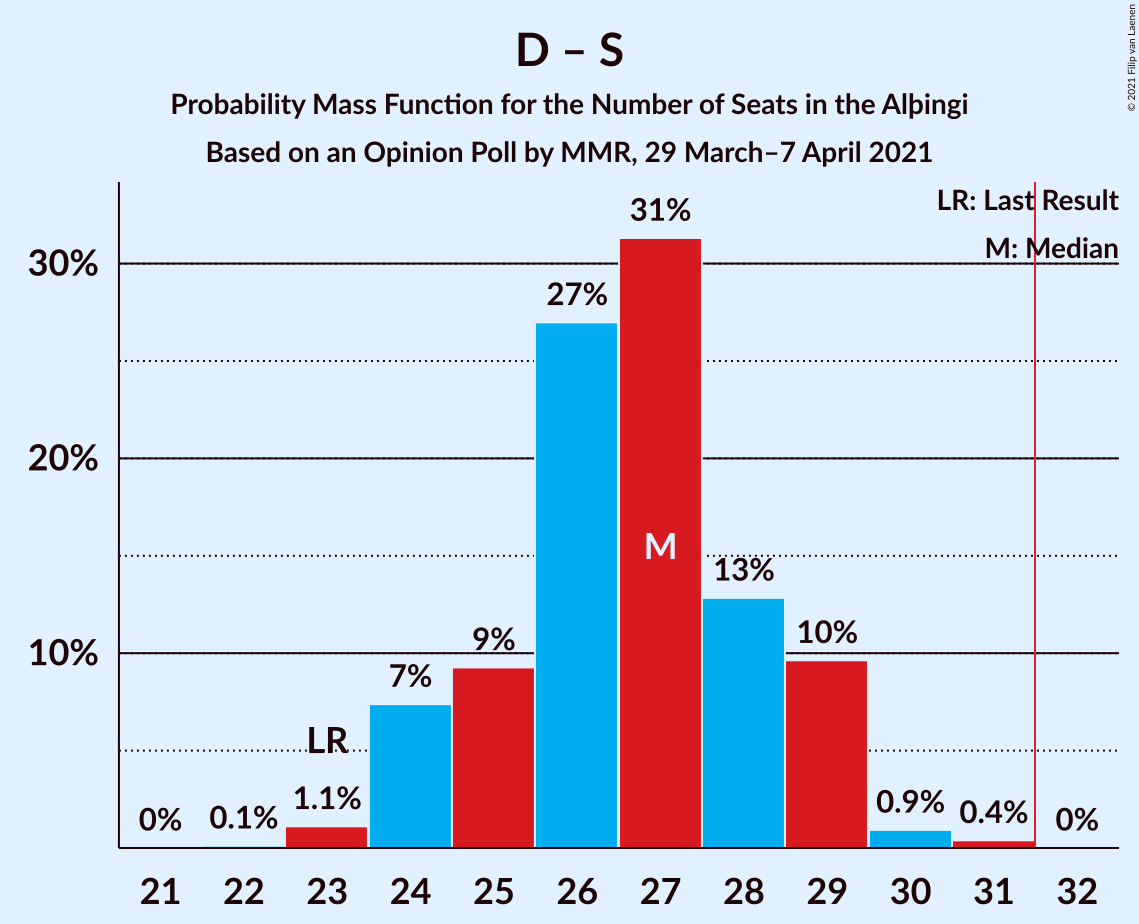 D – S
Probability Mass Function for the Number of Seats in the Alþingi
Based on an Opinion Poll by MMR, 29 March–7 April 2021
© 2021 Filip van Laenen
LR: Last Result
M: Median
30%
20%
10%
0%
0.1%
1.1%
LR
7%
9%
27%
31%
M
13%
10%
0.9%
0.4%
0%
21 22 23 24 25 26 27 28 29 30 31 32